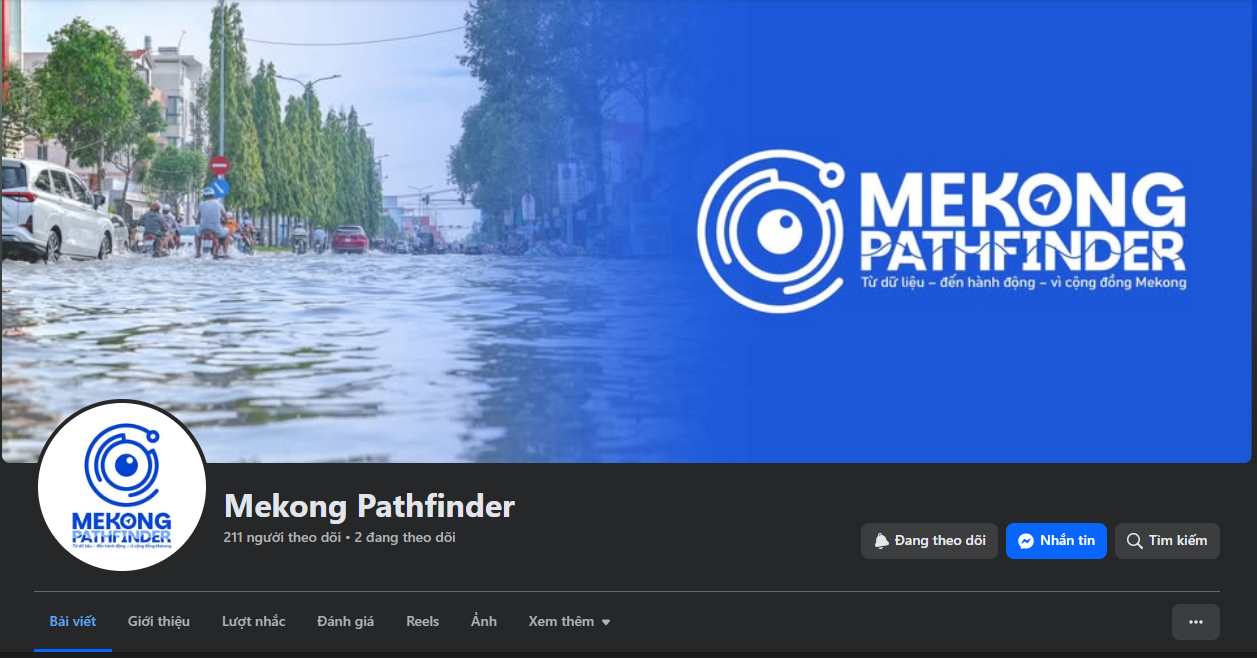 MEKONG
PATHFINDER
Từ dữ liệu – đến hành động – vì cộng đồng Mekong
MEKONG
PATHFINDER
Từ dữ liệu – đến hành động – vì cộng đồng Mekong
Mekong Pathfinder
211 người theo dõi • 2 đang theo dõi
Đang theo dõi
Nhắn tin
Tìm kiếm
Bài viết
Giới thiệu
Lượt nhắc
Đánh giá
Reels
Ảnh
Xem thêm